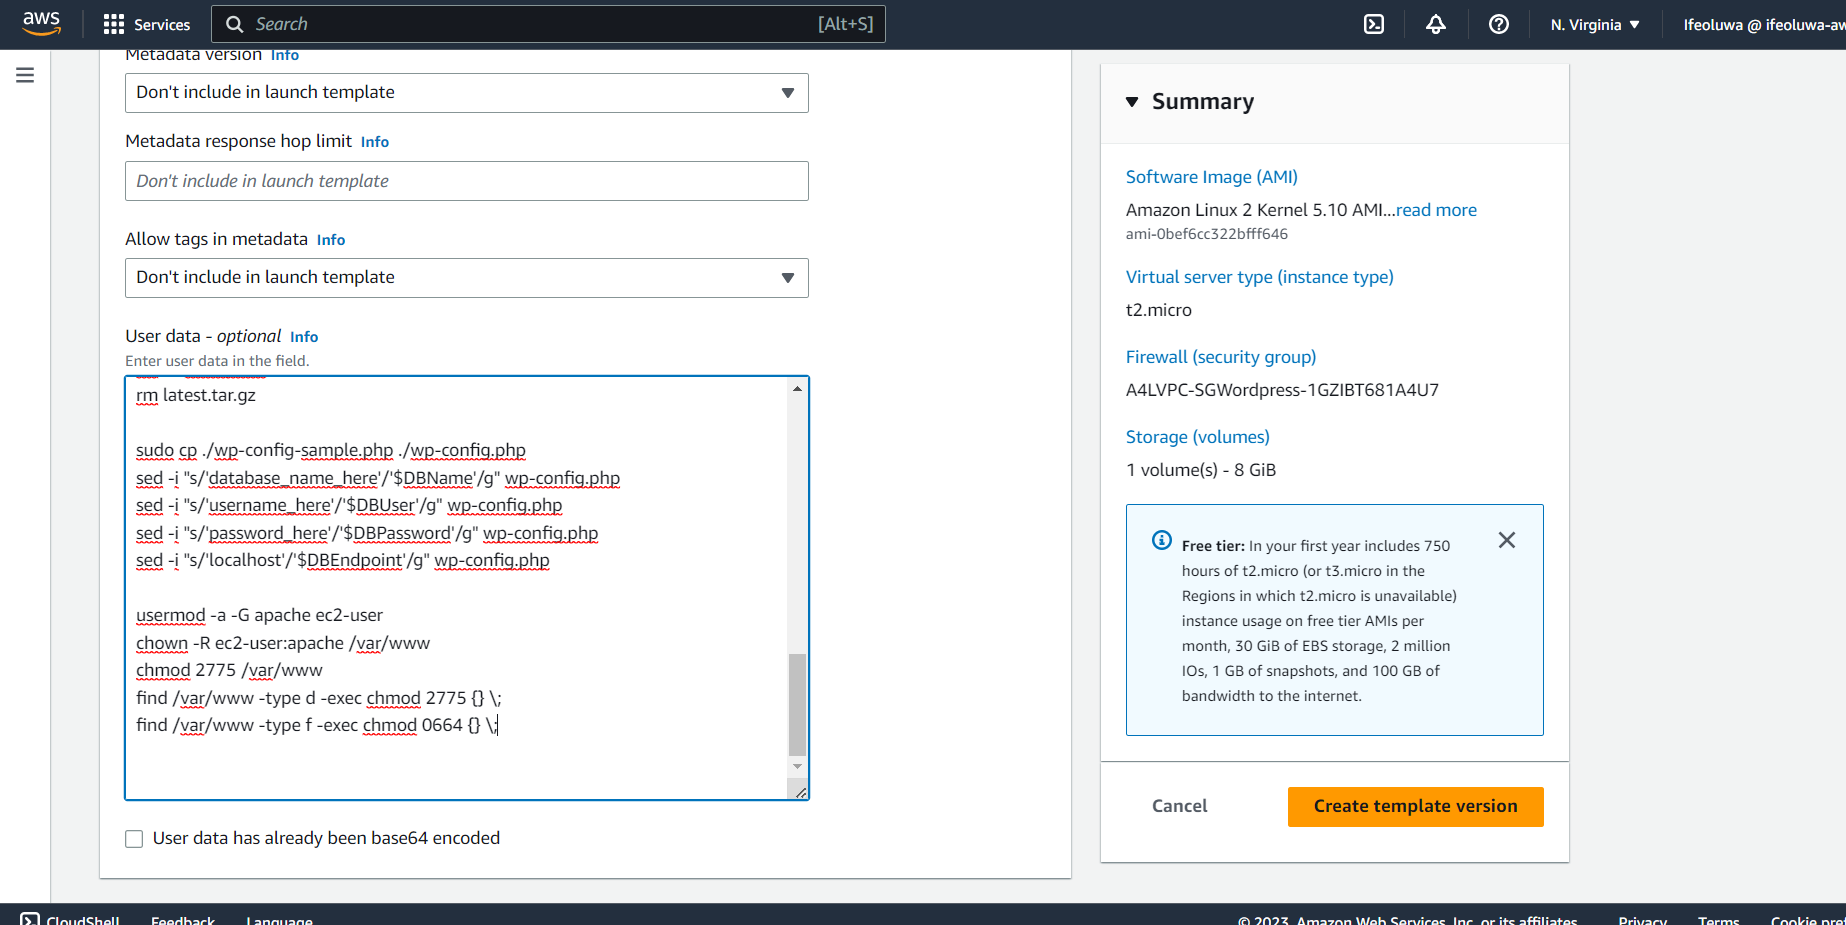 aws
Services
Search
[Alt+S]
N. Virginia
Ifeoluwa @ ifeoluwa-aw
Metadata version Info
Don't include in launch template
Metadata response hop limit Info
Don't include in launch template
Allow tags in metadata Info
Don't include in launch template
User data - optional Info
Enter user data in the field.
rm latest.tar.gz
sudo cp ./wp-config-sample.php ./wp-config.php
sed -i "s/'database_name_here'/'$DBName'/g" wp-config.php
sed -i "s/'username_here'/'$DBUser'/g" wp-config.php
sed -i "s/'password_here'/'$DBPassword'/g" wp-config.php
sed -i "s/'localhost'/'$DBEndpoint'/g" wp-config.php
usermod -a -G apache ec2-user
chown -R ec2-user:apache /var/www
chmod 2775 /var/www
find /var/www -type d -exec chmod 2775 {} \;
find /var/www -type f -exec chmod 0664 {} \;
User data has already been base64 encoded
Summary
Software Image (AMI)
Amazon Linux 2 Kernel 5.10 AMI...read more
ami-0bef6cc322bfff646
Virtual server type (instance type)
t2.micro
Firewall (security group)
A4LVPC-SGWordpress-1GZIBT681A4U7
Storage (volumes)
1 volume(s) - 8 GiB
Free tier: In your first year includes 750
hours of t2.micro (or t3.micro in the
Regions in which t2.micro is unavailable)
instance usage on free tier AMIs per
month, 30 GiB of EBS storage, 2 million
IOs, 1 GB of snapshots, and 100 GB of
bandwidth to the internet.
Cancel
Create template version
CloudShell
Feedback
Language
© 2023, Amazon Web Services, Inc. or its affiliates.
Privacy
Terms
Cookie pref